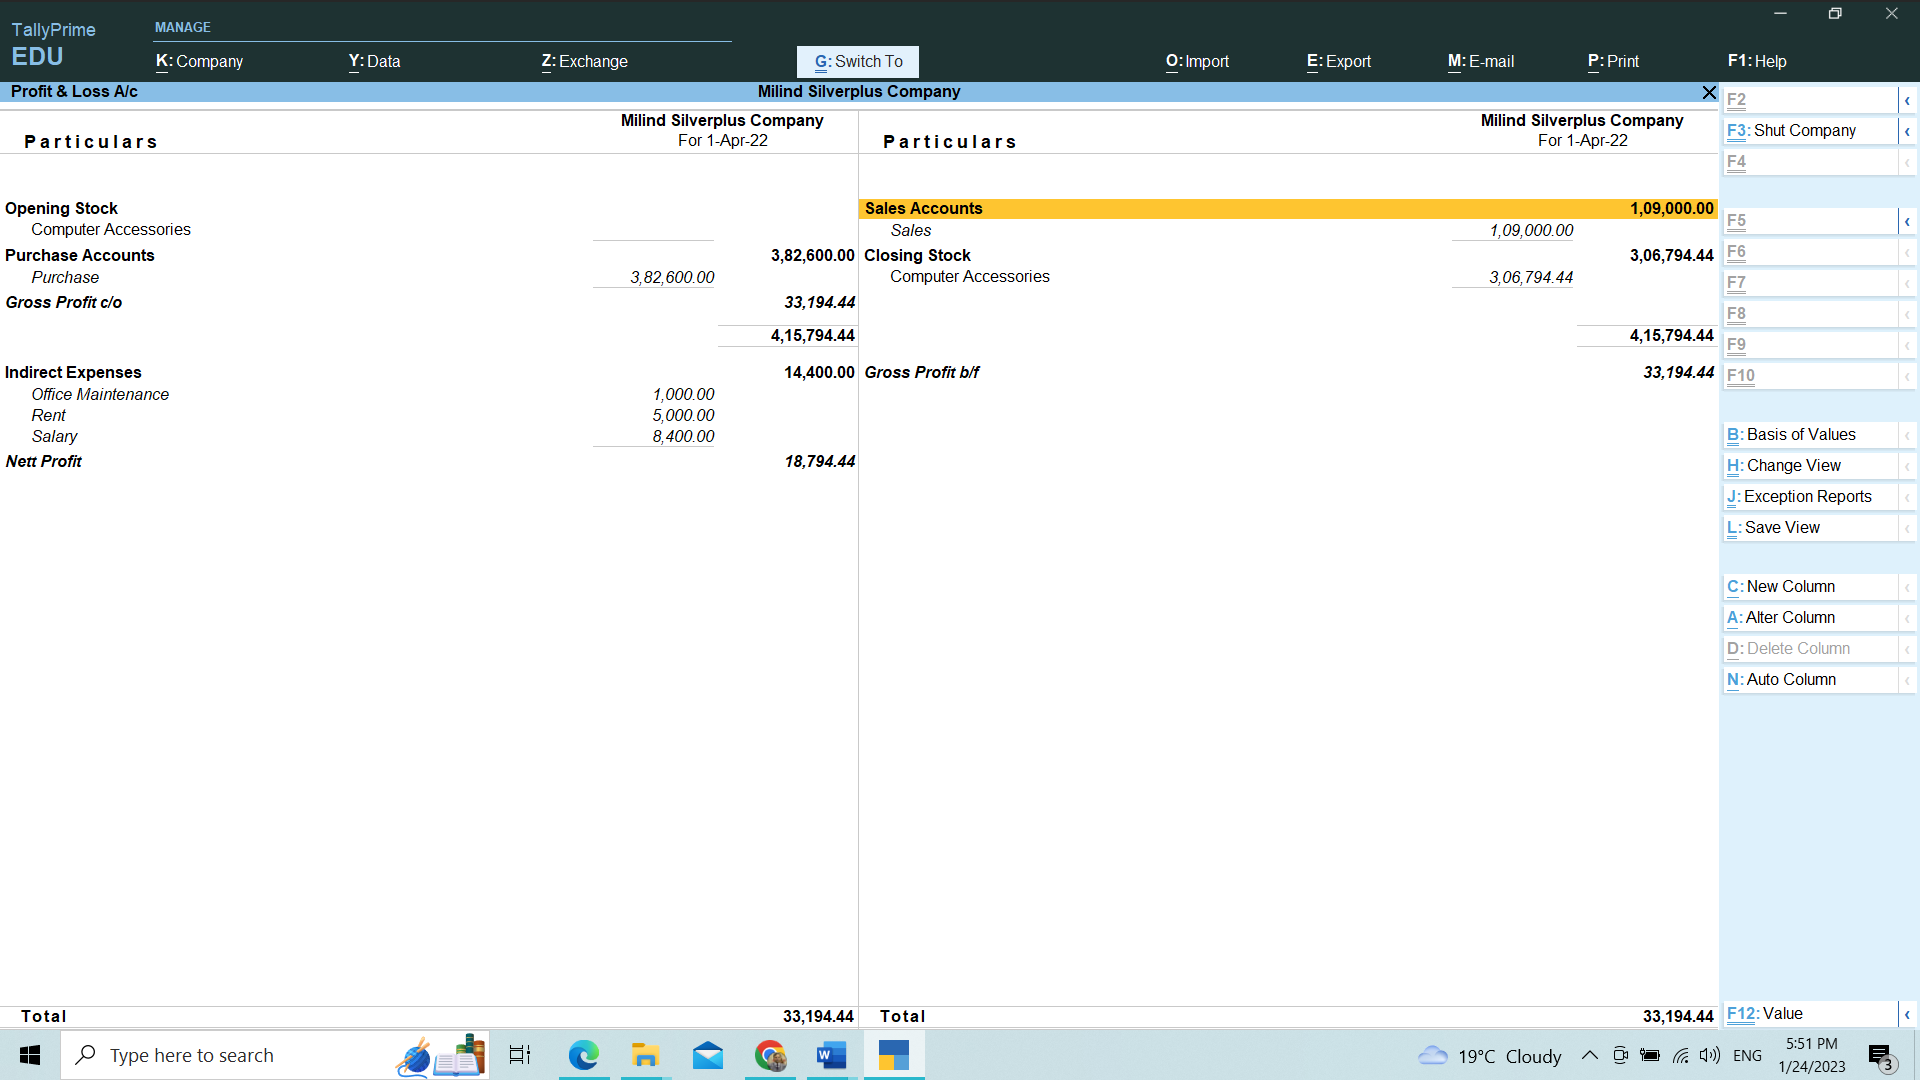 TallyPrime
EDU
MANAGE
K: Company
Y: Data
Z: Exchange
G: Switch To
O: Import
E: Export
M: E-mail
P: Print
F1: Help
Profit & Loss A/c
Milind Silverplus Company
Particulars
Milind Silverplus Company
For 1-Apr-22
Particulars
Milind Silverplus Company
For 1-Apr-22
Opening Stock
Computer Accessories
Purchase Accounts 3,82,600.00
Purchase 3,82,600.00
Gross Profit c/o 33,194.44
4,15,794.44
Indirect Expenses 14,400.00
Office Maintenance 1,000.00
Rent 5,000.00
Salary 8,400.00
Nett Profit 18,794.44
Total 33,194.44
Sales Accounts 1,09,000.00
Sales 1,09,000.00
Closing Stock 3,06,794.44
Computer Accessories 3,06,794.44
4,15,794.44
Gross Profit b/f 33,194.44
Total 33,194.44
F2
F3: Shut Company
F4
F5
F6
F7
F8
F9
F10
B: Basis of Values
H: Change View
J: Exception Reports
L: Save View
C: New Column
A: Alter Column
D: Delete Column
N: Auto Column
F12: Value
Type here to search
19°C Cloudy
ENG
5:51 PM
1/24/2023
3